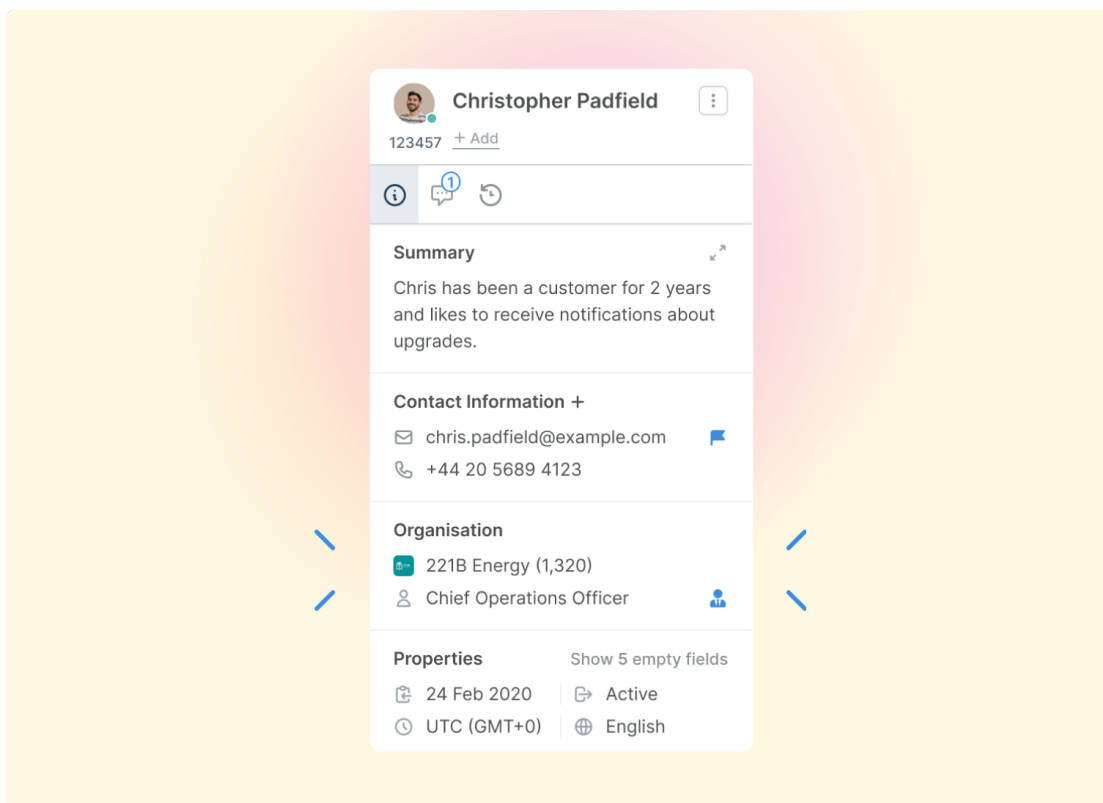 Christopher Padfield
123457 + Add
1
Summary
Chris has been a customer for 2 years
and likes to receive notifications about
upgrades.
Contact Information +
chris.padfield@example.com
+44 20 5689 4123
Organisation
221B Energy (1,320)
Chief Operations Officer
Properties Show 5 empty fields
24 Feb 2020 Active
UTC (GMT+0) English